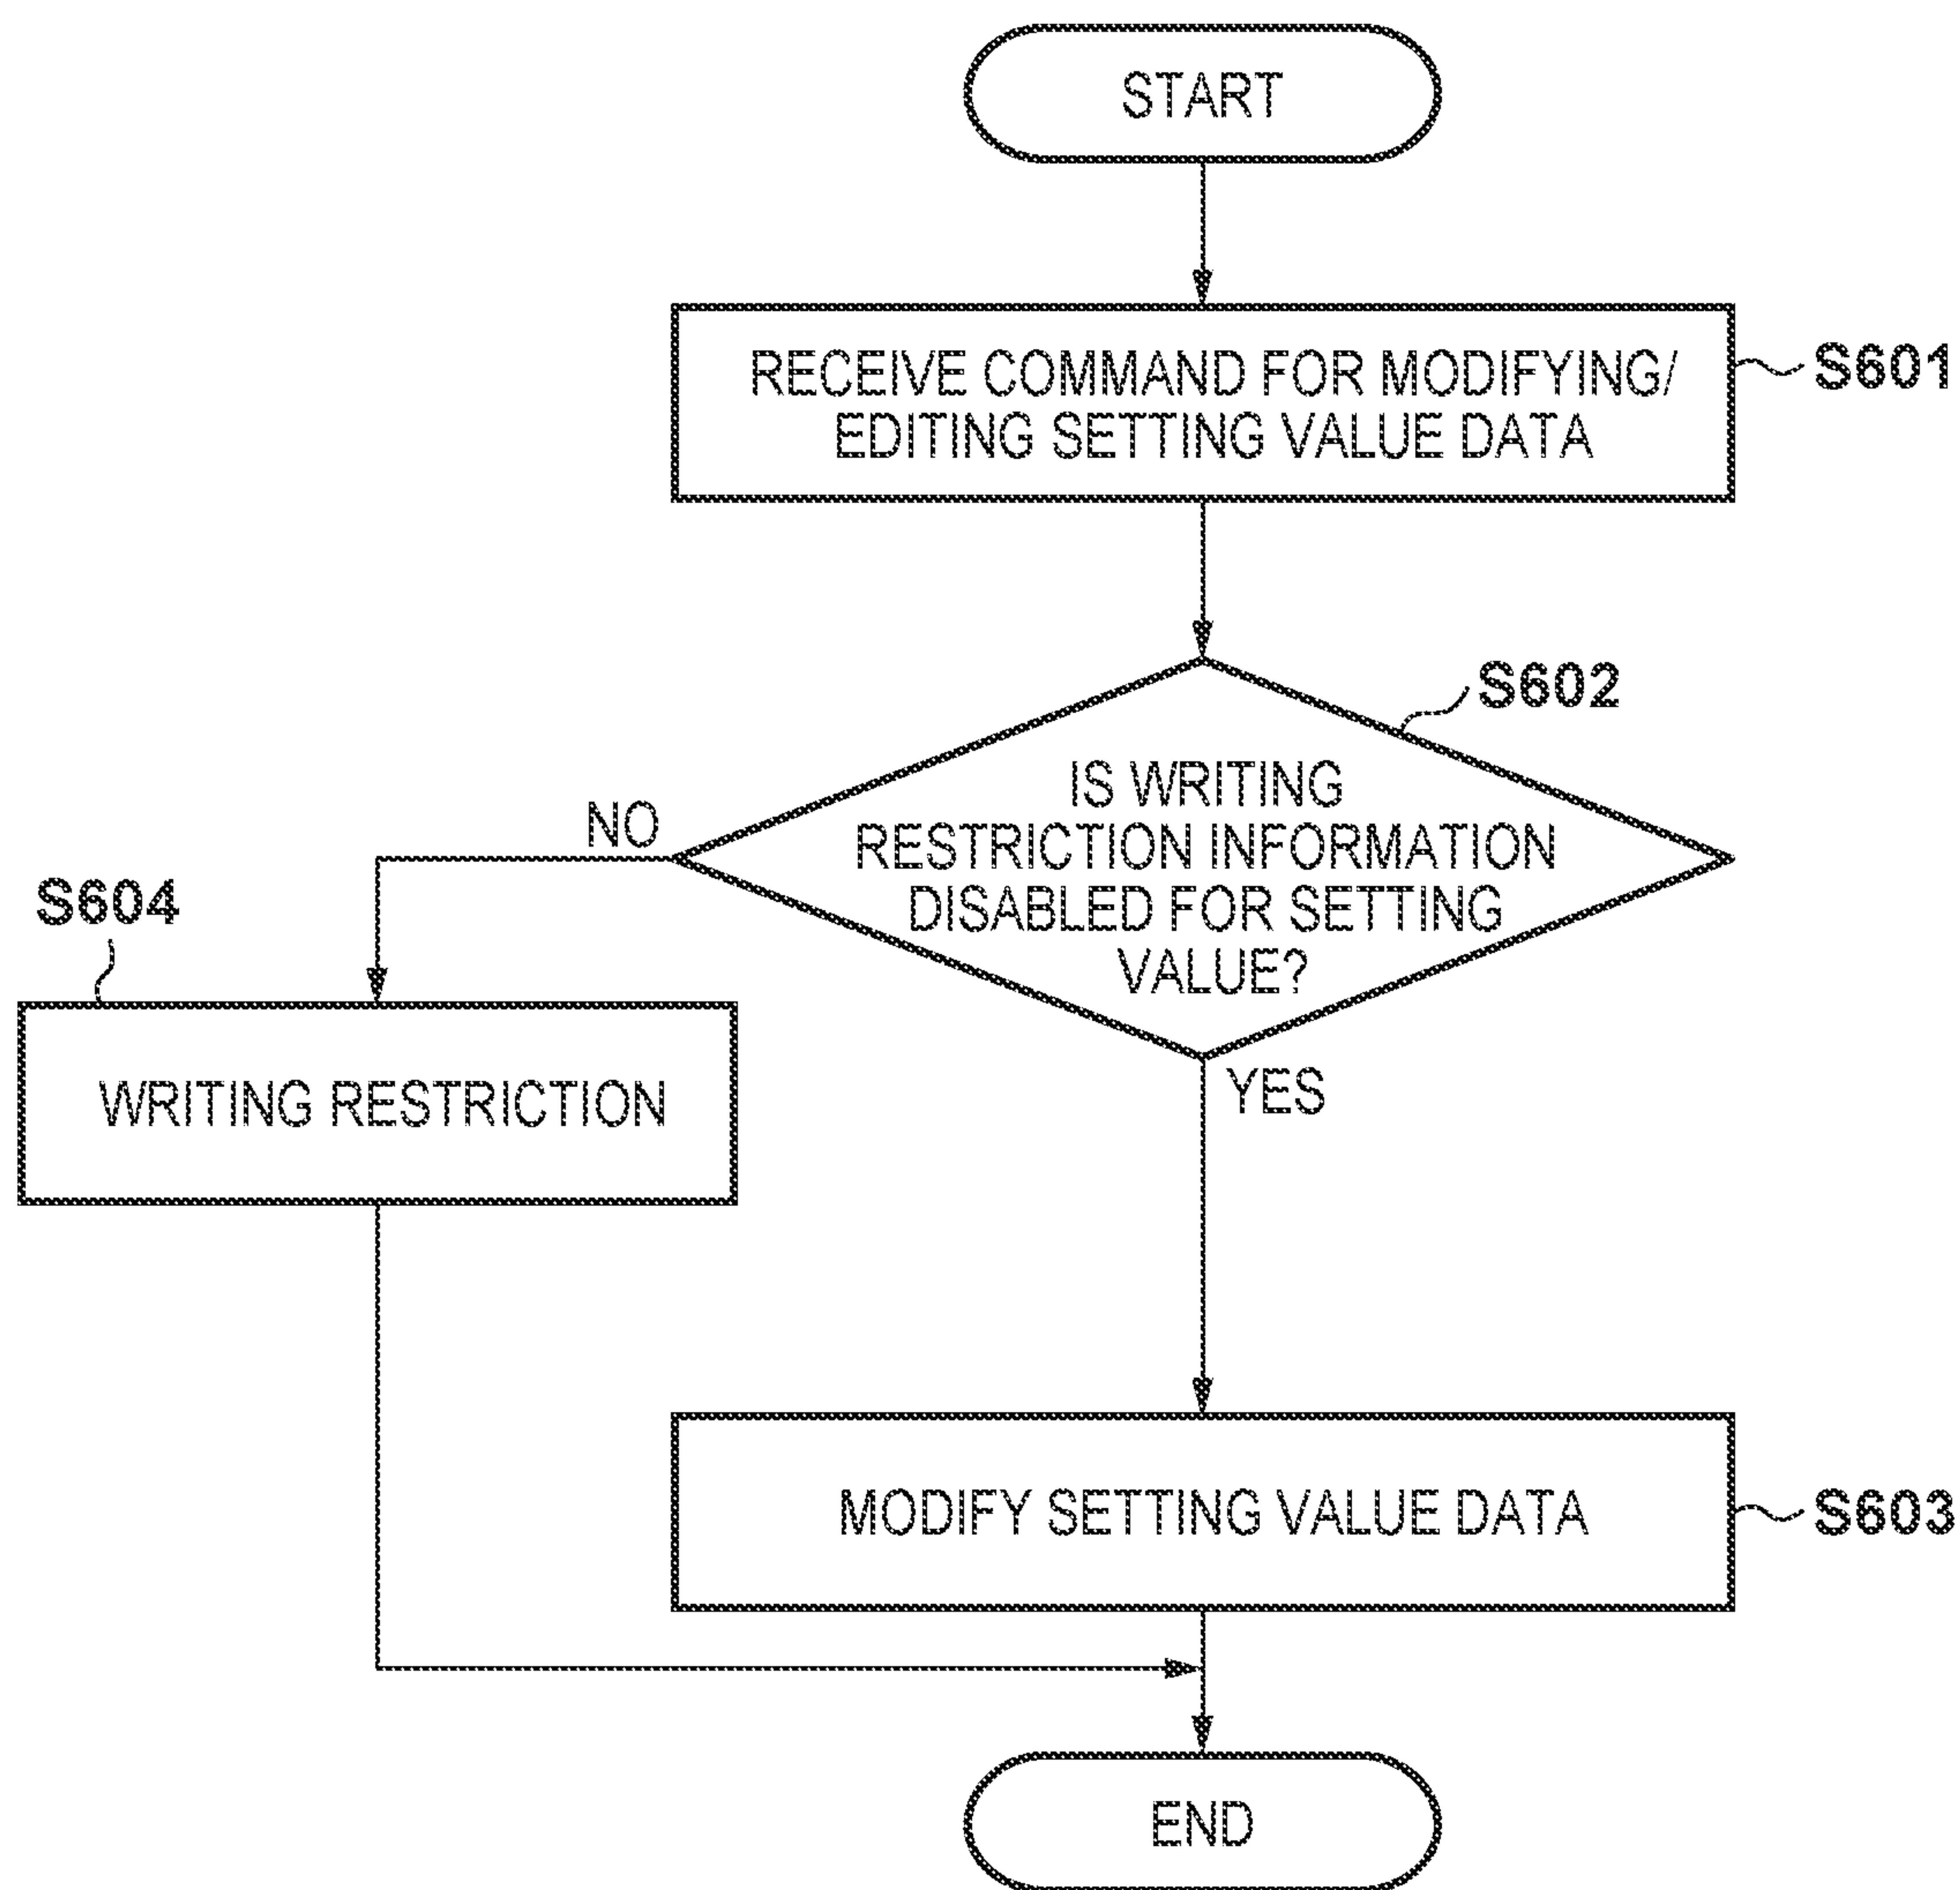 START
RECEIVE COMMAND FOR MODIFYING/
EDITING SETTING VALUE DATA
S601
S602
IS WRITING
RESTRICTION INFORMATION
DISABLED FOR SETTING
VALUE?
NO
YES
S604
WRITING RESTRICTION
MODIFY SETTING VALUE DATA
S603
END